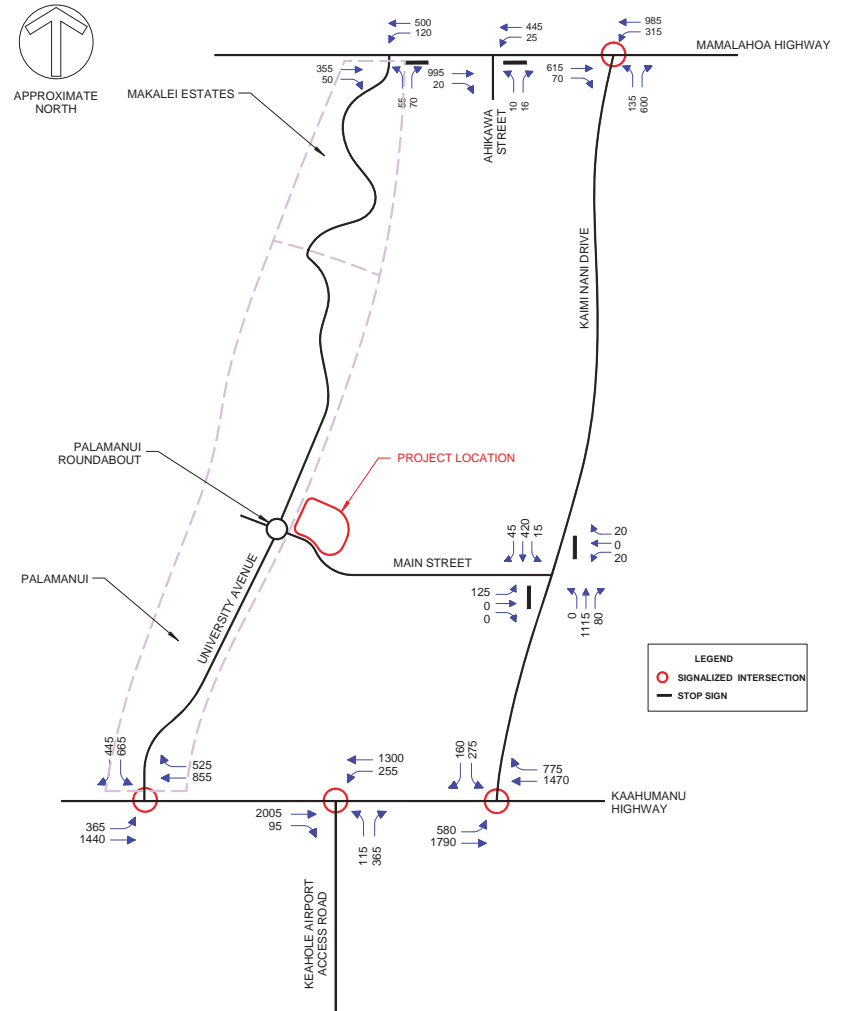 APPROXIMATE
NORTH
500
120
445
25
985
315
MAMALAHOA HIGHWAY
355
50
55
70
995
20
10
16
615
70
135
600
MAKALEI ESTATES
AHIKAWA
STREET
KAIMI NANI DRIVE
PALAMANUI
ROUNDABOUT
PROJECT LOCATION
45
420
15
20
0
20
MAIN STREET
125
0
0
0
1115
80
PALAMANUI
UNIVERSITY AVENUE
LEGEND
SIGNALIZED INTERSECTION
STOP SIGN
445
665
525
855
1300
255
160
275
775
1470
KAAHUMANU
HIGHWAY
365
1440
2005
95
115
365
580
1790
KEAHOLE AIRPORT
ACCESS ROAD